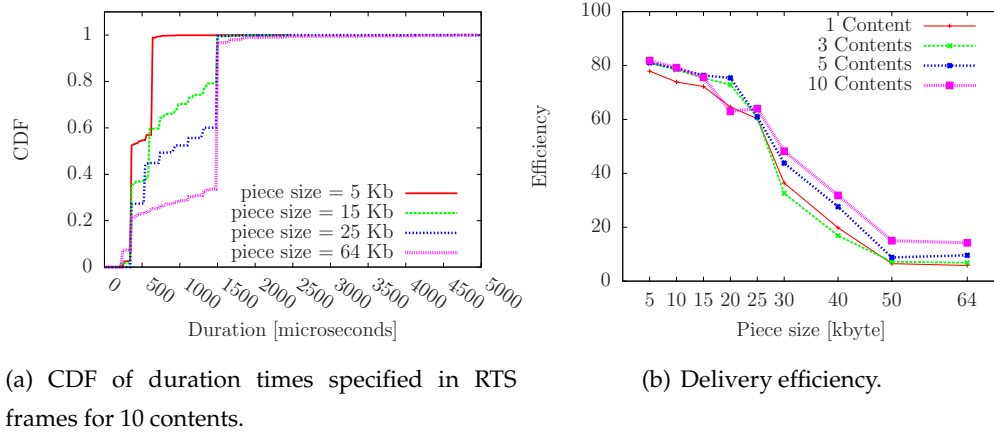 CDF
1
0.8
0.6
0.4
0.2
0
piece size = 5 Kb
piece size = 15 Kb
piece size = 25 Kb
piece size = 64 Kb
0 500 1000 1500 2000 2500 3000 3500 4000 4500 5000
Duration [microseconds]
(a) CDF of duration times specified in RTS
frames for 10 contents.
Efficiency
100
80
60
40
20
0
1 Content
3 Contents
5 Contents
10 Contents
5 10 15 20 25 30 40 50 64
Piece size [kbyte]
(b) Delivery efficiency.